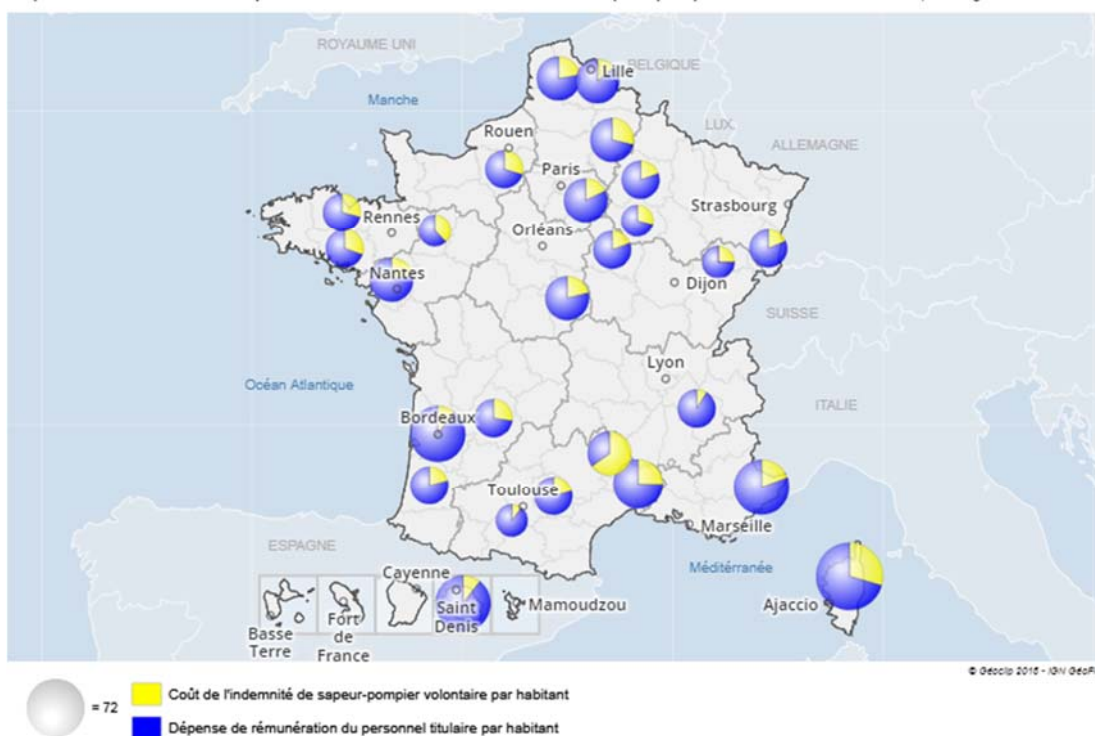 ROYAUME UNI
BELGIQUE
Lille
Manche
LUX.
ALLEMAGNE
Rouen
Paris
Strasbourg
Rennes
Orléans
Nantes
Dijon
SUISSE
Lyon
Océan Atlantique
ITALIE
Bordeaux
Toulouse
Marseille
ESPAGNE
Méditérranée
Cayenne
Ajaccio
Saint Denis
Mamoudzou
Basse Terre
Fort de France
© Géoclip 2015 - IGN GéoF
= 72
Coût de l'indemnité de sapeur-pompier volontaire par habitant
Dépense de rémunération du personnel titulaire par habitant